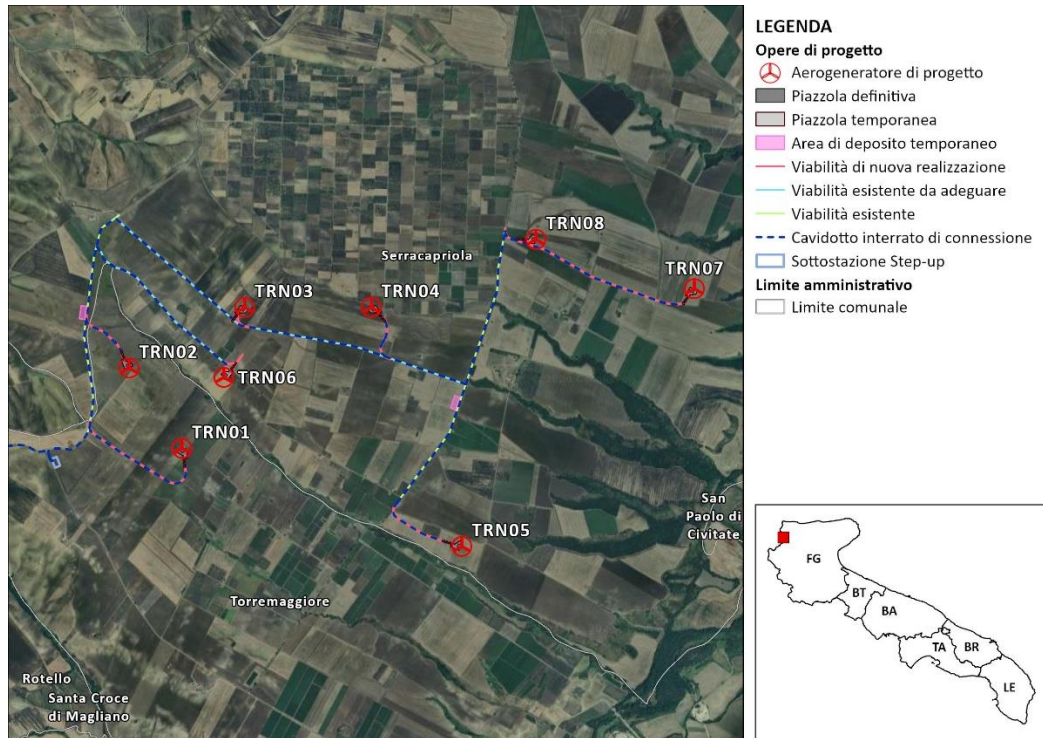 TRN08
Serracapriola
TRN07
TRN03
TRN04
TRN02
TRN06
TRN01
San
Paolo di
Civitate
TRN05
Torremaggiore
Rotello
Santa Croce
di Magliano
LEGENDA
Opere di progetto
Aerogeneratore di progetto
Piazzola definitiva
Piazzola temporanea
Area di deposito temporaneo
Viabilità di nuova realizzazione
Viabilità esistente da adeguare
Viabilità esistente
Cavidotto interrato di connessione
Sottostazione Step-up
Limite amministrativo
Limite comunale
FG
BT
BA
TA
BR
LE